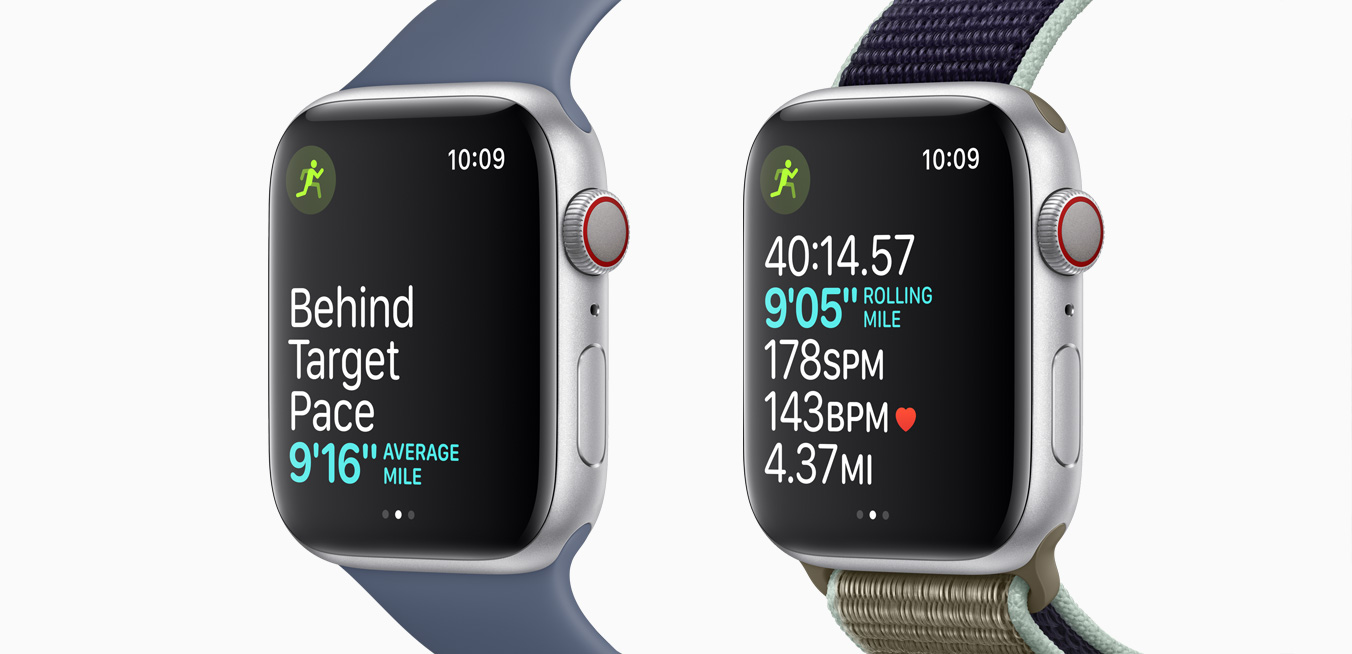 10:09
Behind
Target
Pace
9'16" AVERAGE
MILE
10:09
40:14.57
9'05" ROLLING
MILE
178SPM
143BPM
4.37MI